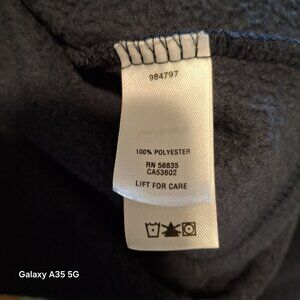 984797
100% POLYESTER
RN 56835
CA53602
LIFT FOR CARE
Galaxy A35 5G